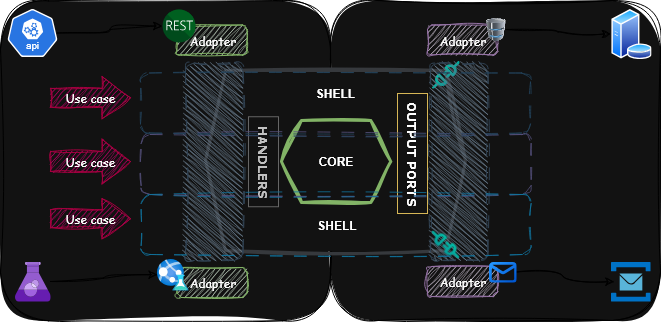 REST
api
Adapter
Adapter
Use case
SHELL
HANDLERS
CORE
OUTPUT PORTS
Use case
Use case
SHELL
Adapter
Adapter